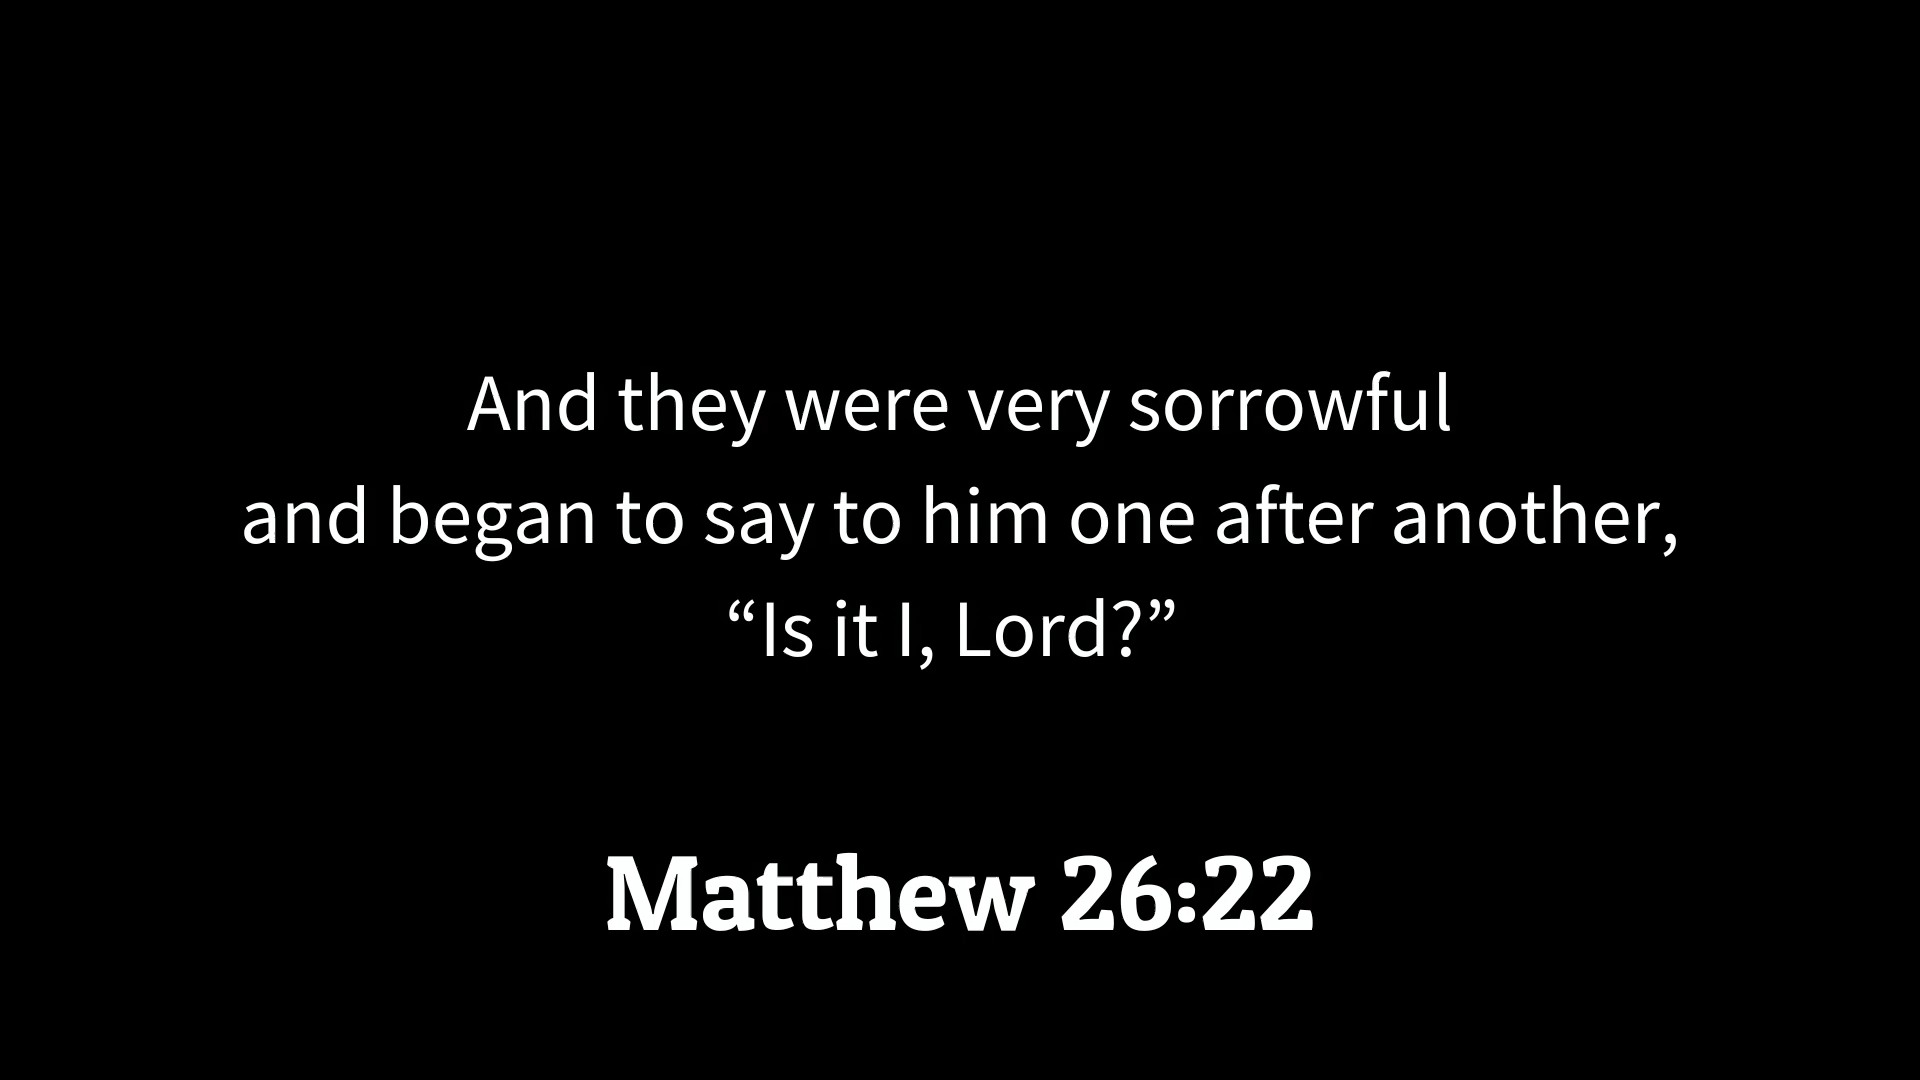 And they were very sorrowful
and began to say to him one after another,
“Is it I, Lord?”
Matthew 26:22